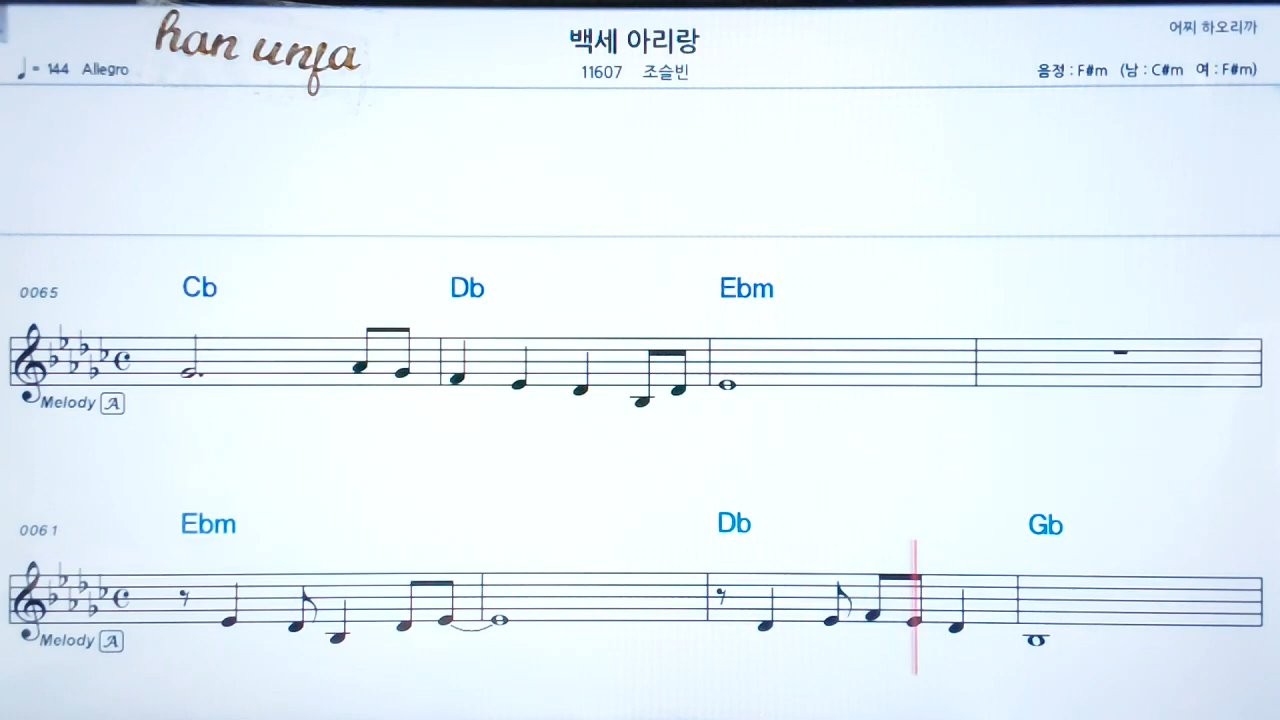 han unja
백세 아리랑
어찌 하오리까
♩= 144 Allegro
11607 조슬빈
음정 : F#m (남 : C#m 여 : F#m)
0065 Cb Db Ebm
Melody A
0061 Ebm Db Gb
Melody A